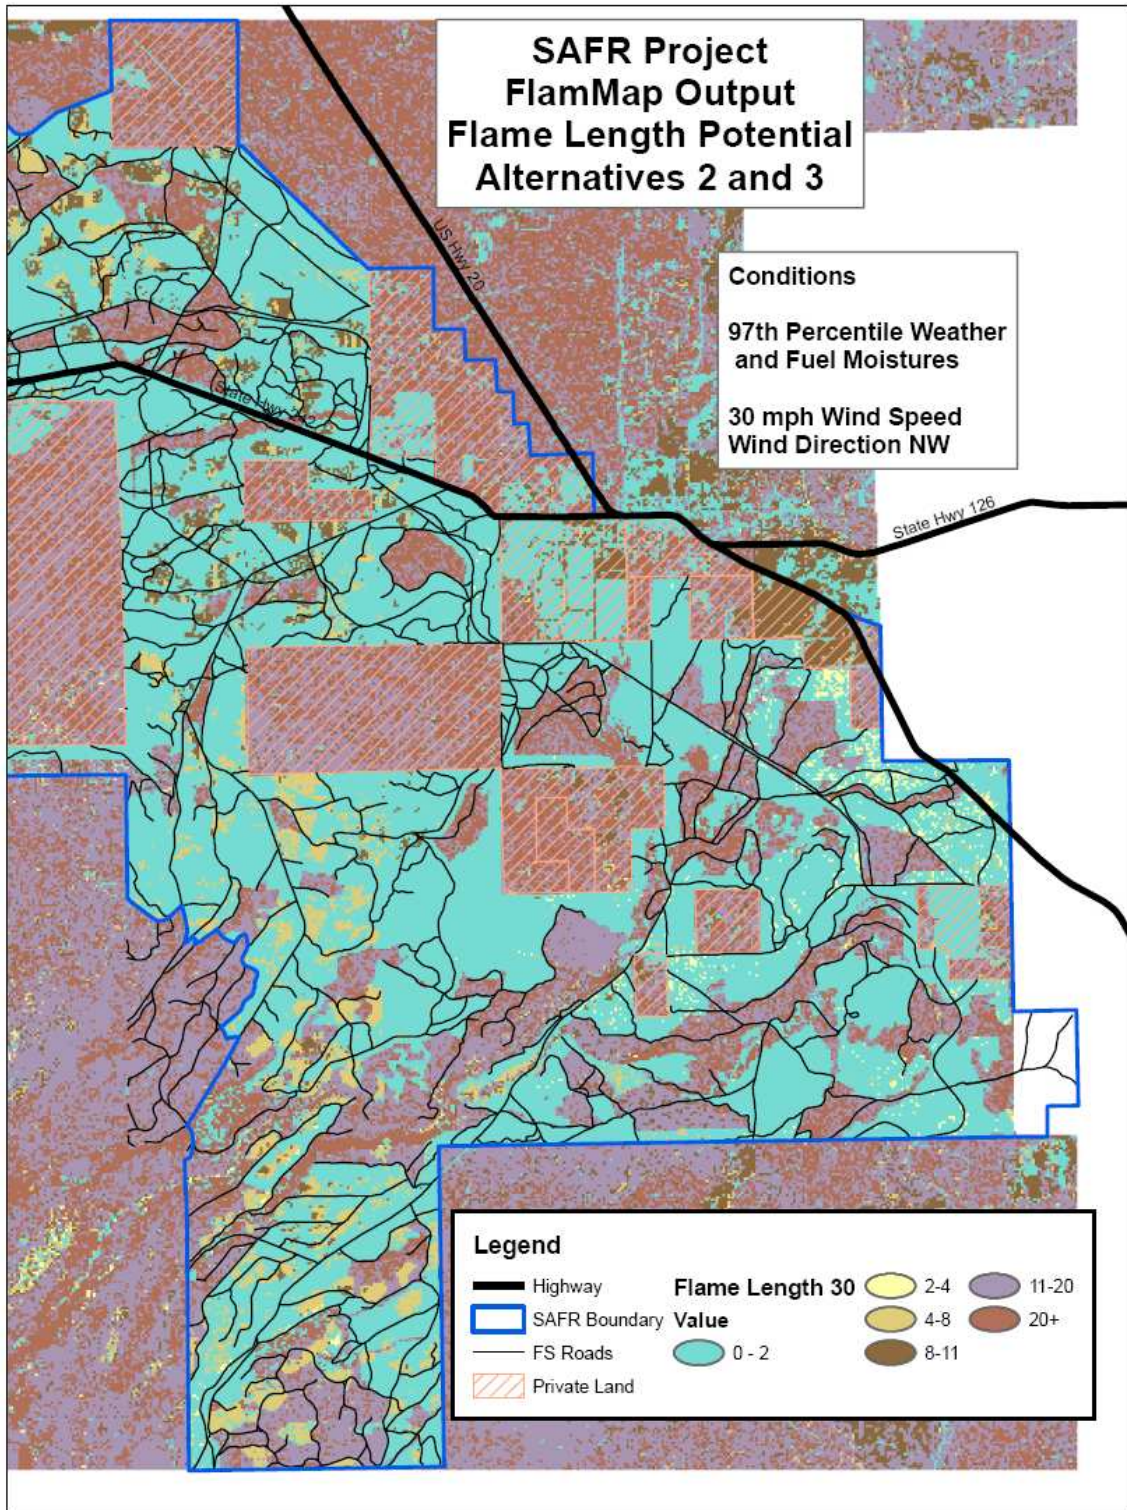 SAFR Project
FlamMap Output
Flame Length Potential
Alternatives 2 and 3
US Hwy 20
Conditions
97th Percentile Weather
and Fuel Moistures
30 mph Wind Speed
Wind Direction NW
State Hwy 242
State Hwy 126
Legend
Highway
SAFR Boundary
FS Roads
Private Land
Flame Length 30
Value
0 - 2
2-4
4-8
8-11
11-20
20+